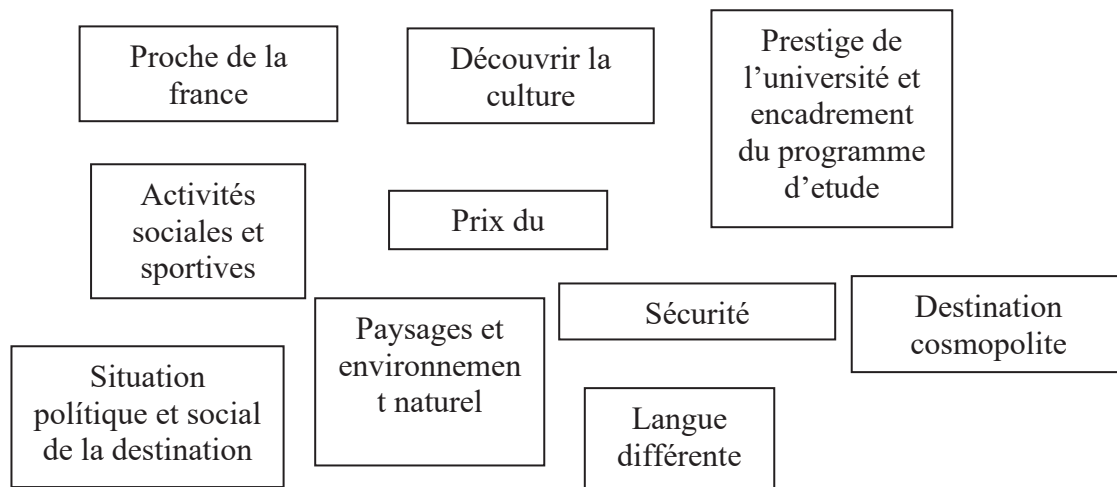 Proche de la
france
Découvrir la
culture
Prestige de
l’université et
encadrement
du programme
d’etude
Activités
sociales et
sportives
Prix du
Sécurité
Destination
cosmopolite
Paysages et
environnemen
t naturel
Situation
polítique et social
de la destination
Langue
différente